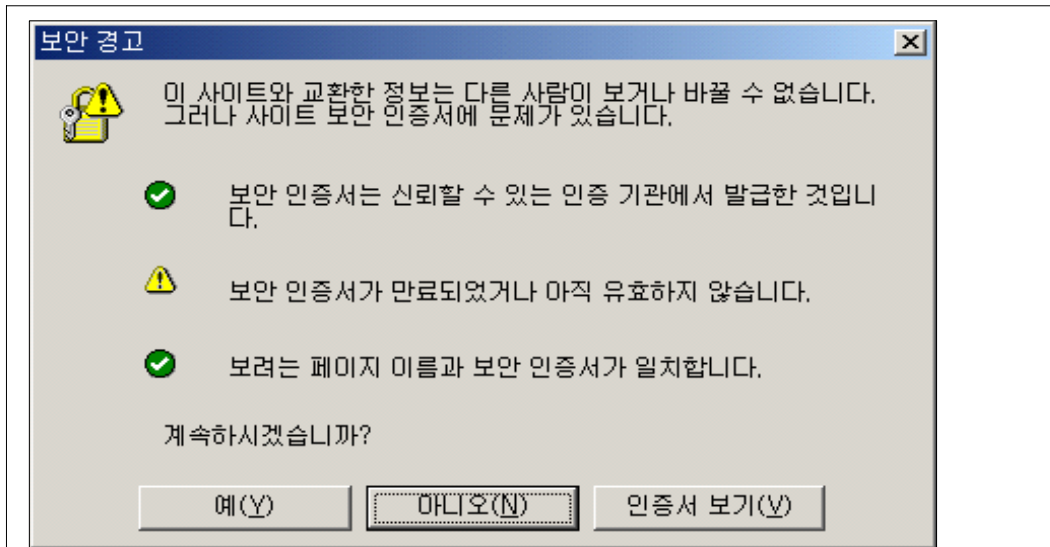 보안 경고
이 사이트와 교환한 정보는 다른 사람이 보거나 바꿀 수 없습니다.
그러나 사이트 보안 인증서에 문제가 있습니다.
보안 인증서는 신뢰할 수 있는 인증 기관에서 발급한 것입니
다.
보안 인증서가 만료되었거나 아직 유효하지 않습니다.
보려는 페이지 이름과 보안 인증서가 일치합니다.
계속하시겠습니까?
예(Y) 아니오(N) 인증서 보기(V)